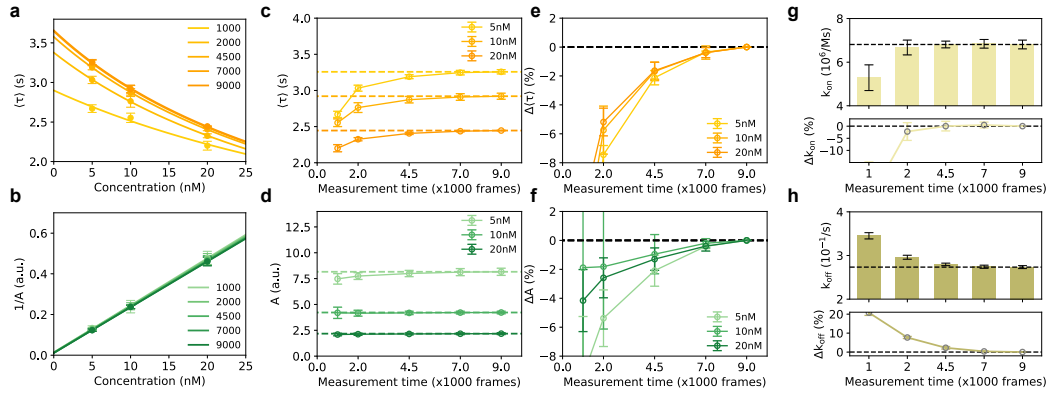 a
⟨τ⟩ (s)
3.5
3.0
2.5
2.0
1000
2000
4500
7000
9000
0 5 10 15 20 25
Concentration (nM)
b
1/A (a.u.)
0.6
0.4
0.2
0.0
1000
2000
4500
7000
9000
0 5 10 15 20 25
Concentration (nM)
c
⟨τ⟩ (s)
4.0
3.5
3.0
2.5
2.0
5nM
10nM
20nM
0.0 2.0 4.5 7.0 9.0
Measurement time (x1000 frames)
d
A (a.u.)
12.5
10.0
7.5
5.0
2.5
0.0
5nM
10nM
20nM
0.0 2.0 4.5 7.0 9.0
Measurement time (x1000 frames)
e
Δ⟨τ⟩ (%)
2
0
−2
−4
−6
−8
5nM
10nM
20nM
0.0 2.0 4.5 7.0 9.0
Measurement time (x1000 frames)
f
ΔA (%)
2
0
−2
−4
−6
−8
5nM
10nM
20nM
0.0 2.0 4.5 7.0 9.0
Measurement time (x1000 frames)
g
kon (10⁶/Ms)
8
6
4
Δkon (%)
0
−5
−10
1 2 4.5 7 9
Measurement time (x1000 frames)
h
koff (10⁻¹/s)
4
3
2
Δkoff (%)
20
10
0
1 2 4.5 7 9
Measurement time (x1000 frames)